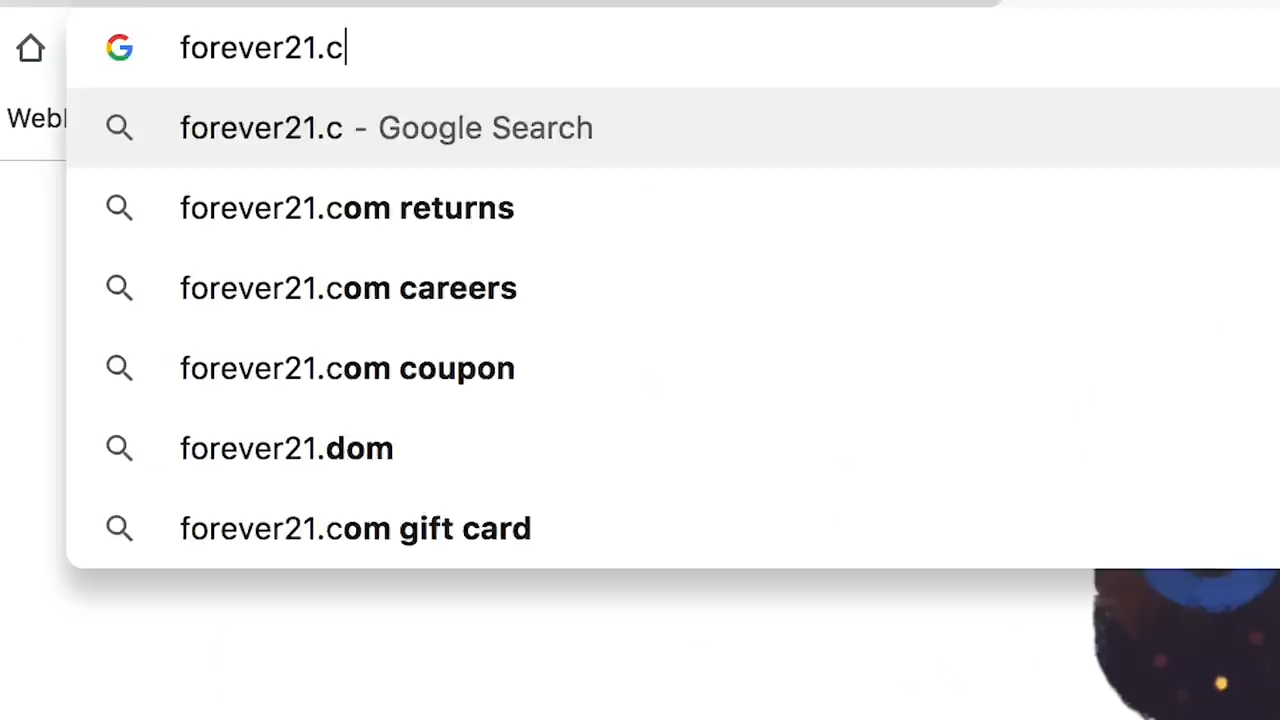 forever21.c
Web
forever21.c - Google Search
forever21.com returns
forever21.com careers
forever21.com coupon
forever21.dom
forever21.com gift card